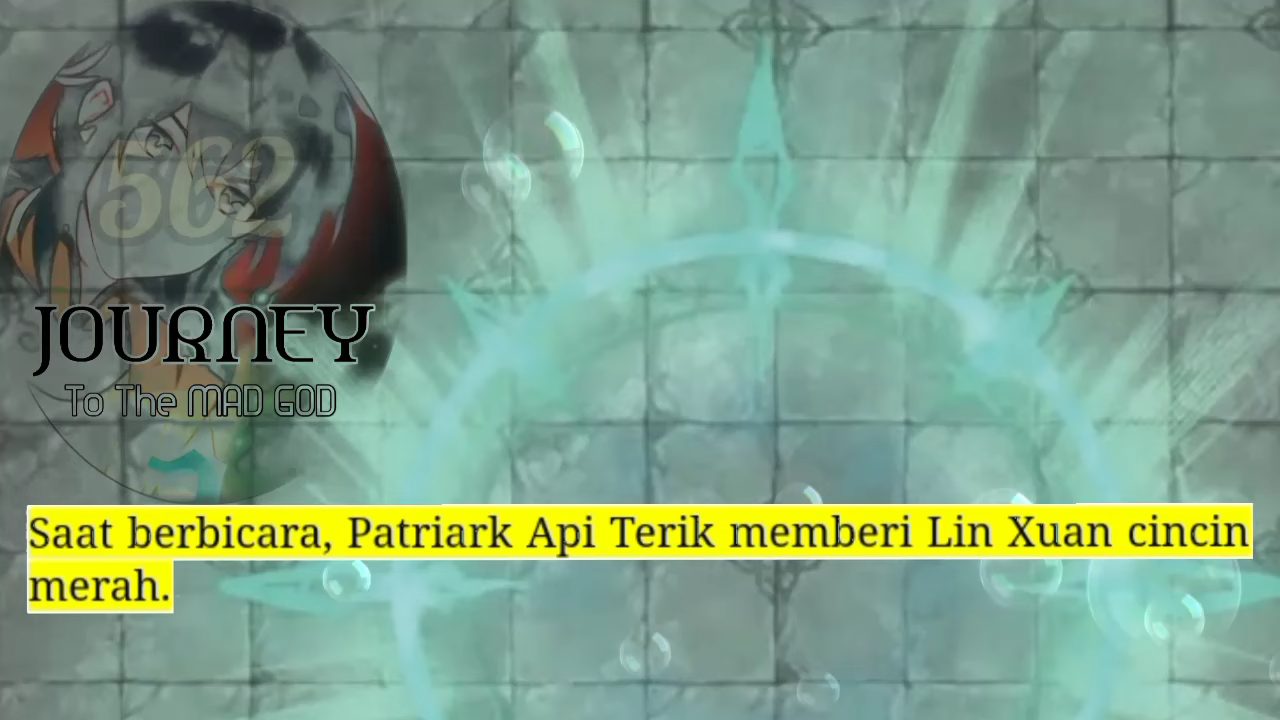 562
JOURNEY
To The MAD GOD
Saat berbicara, Patriark Api Terik memberi Lin Xuan cincin
merah.